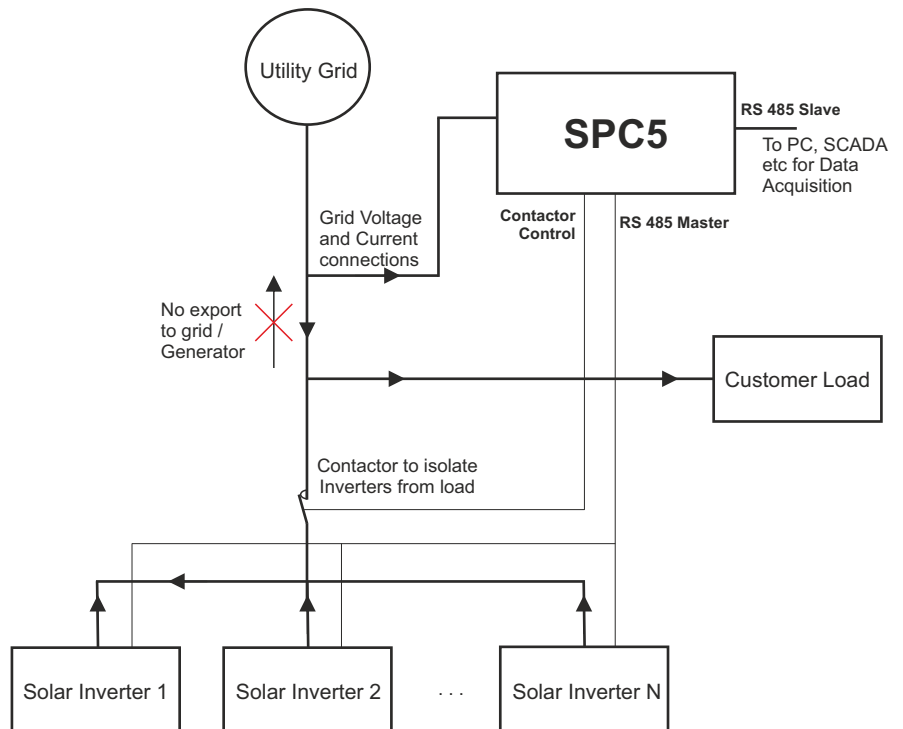 Utility Grid
SPC5
RS 485 Slave
To PC, SCADA
etc for Data
Acquisition
Contactor
Control
RS 485 Master
Grid Voltage
and Current
connections
No export
to grid /
Generator
Customer Load
Contactor to isolate
Inverters from load
Solar Inverter 1
Solar Inverter 2
. . .
Solar Inverter N